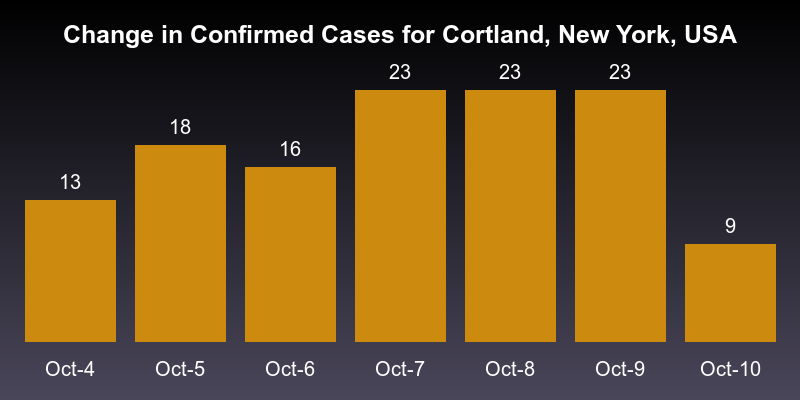 Change in Confirmed Cases for Cortland, New York, USA
23 23 23
18
16
13
9
Oct-4 Oct-5 Oct-6 Oct-7 Oct-8 Oct-9 Oct-10